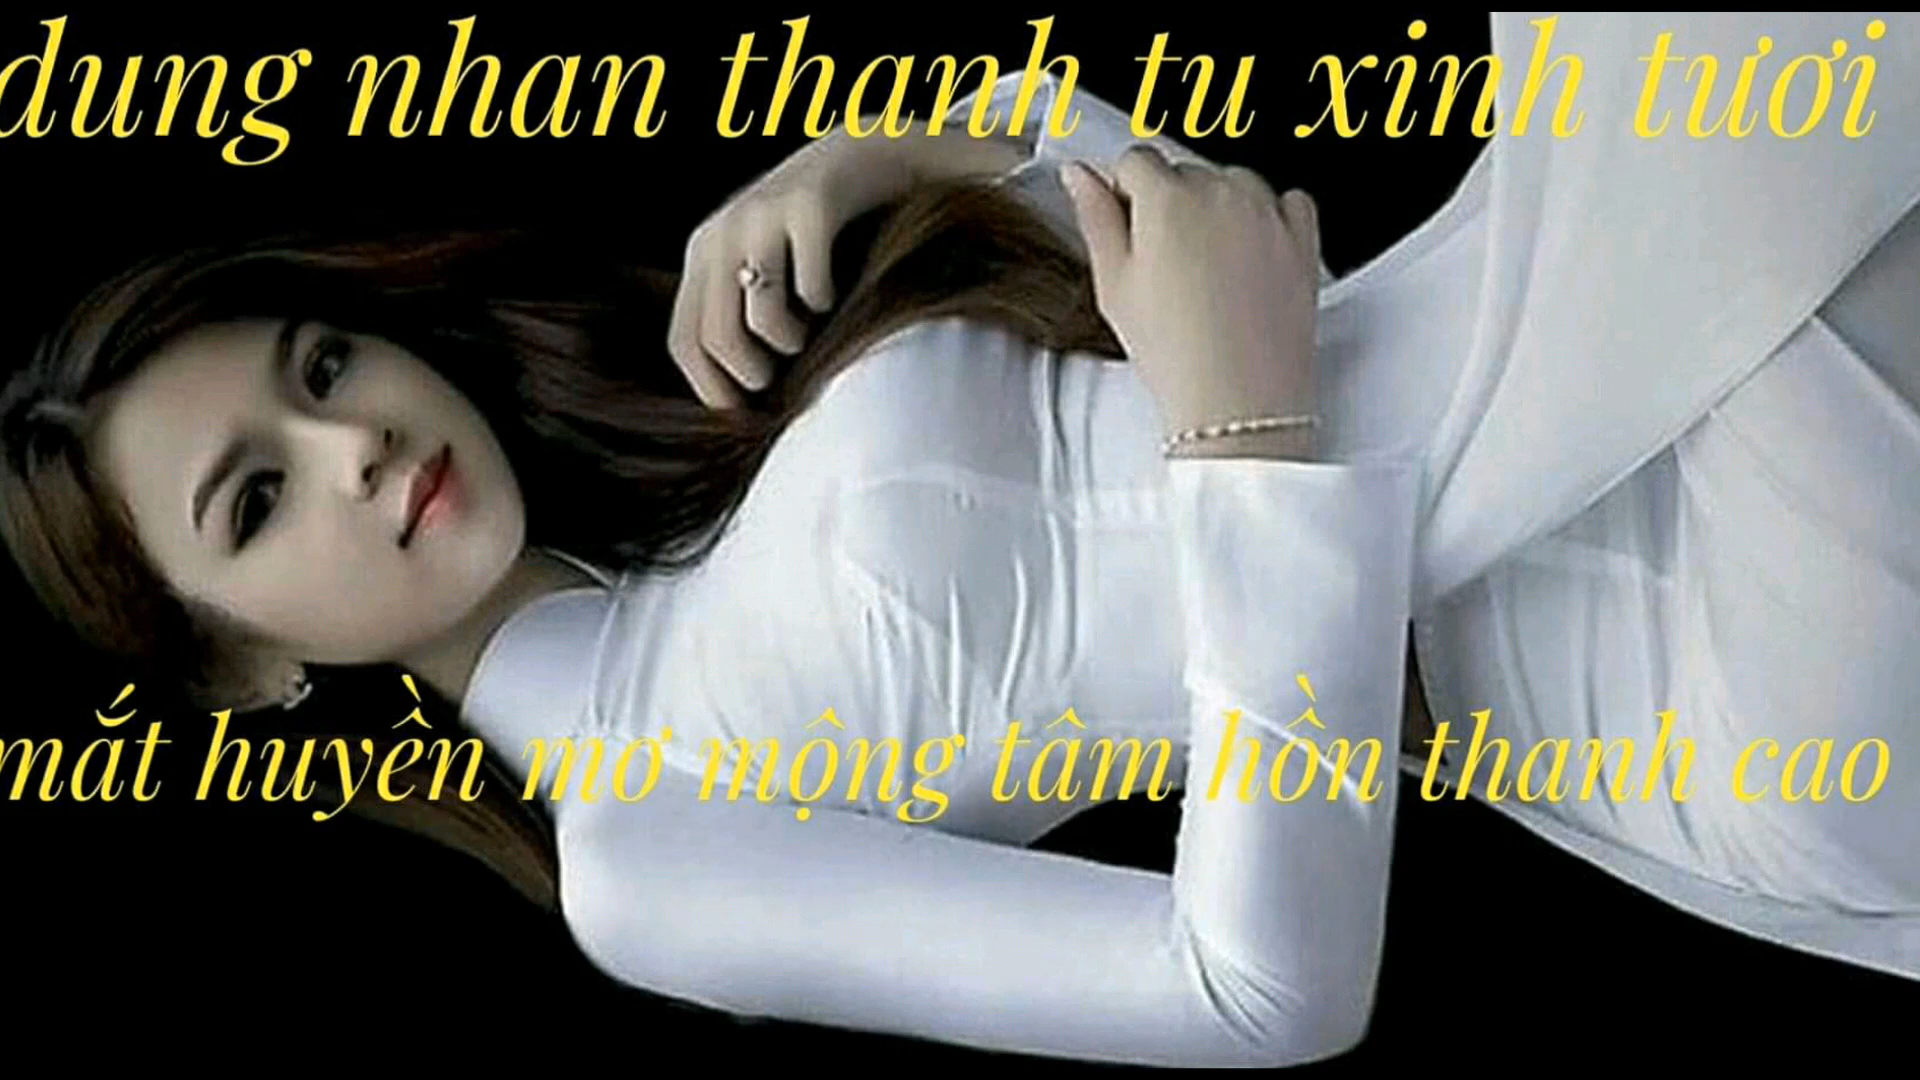 dung nhan thanh tu xinh tươi
mắt huyền mơ mộng tâm hồn thanh cao